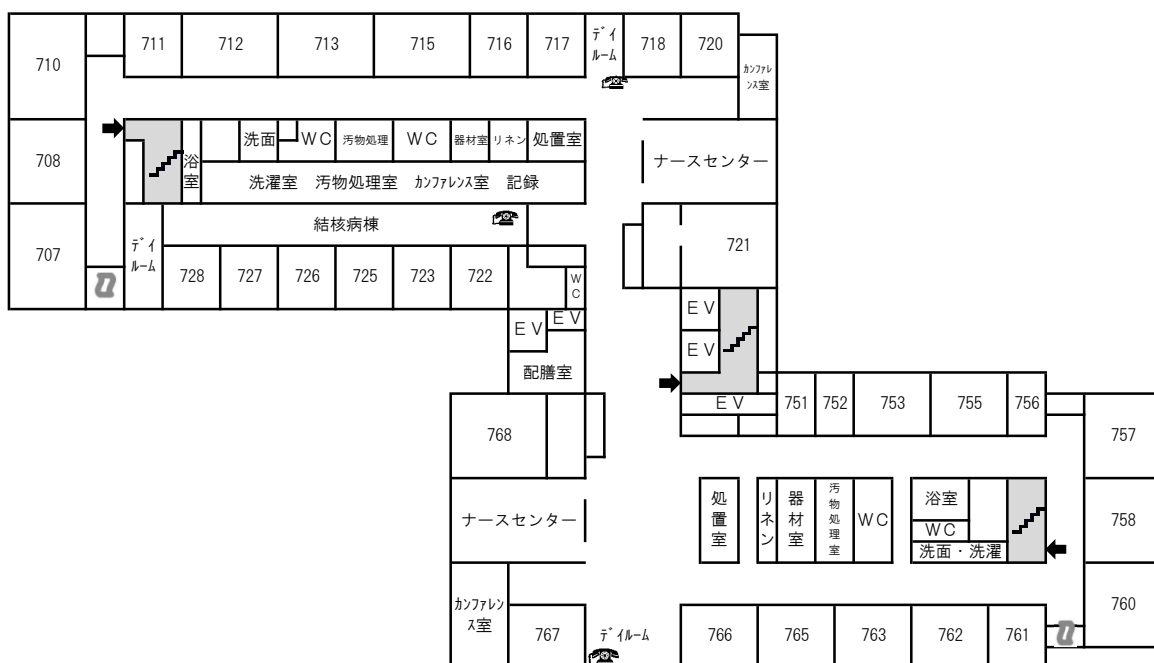 710
711
712
713
715
716
717
ﾃﾞｲ
ﾙｰﾑ
718
720
ｶﾝﾌｧﾚ
ﾝｽ室
708
浴
室
洗面
ＷＣ
汚物処理
ＷＣ
器材室
リネン
処置室
洗濯室　汚物処理室　ｶﾝﾌｧﾚﾝｽ室　記録
ナースセンター
707
ﾃﾞｲ
ﾙｰﾑ
結核病棟
721
728
727
726
725
723
722
Ｗ
Ｃ
ＥＶ
ＥＶ
ＥＶ
ＥＶ
配膳室
ＥＶ
751
752
753
755
756
757
768
ナースセンター
処
置
室
リ
ネ
ン
器
材
室
汚
物
処
理
室
ＷＣ
浴室
ＷＣ
洗面・洗濯
758
760
ｶﾝﾌｧﾚﾝ
ｽ室
767
ﾃﾞｲﾙｰﾑ
766
765
763
762
761